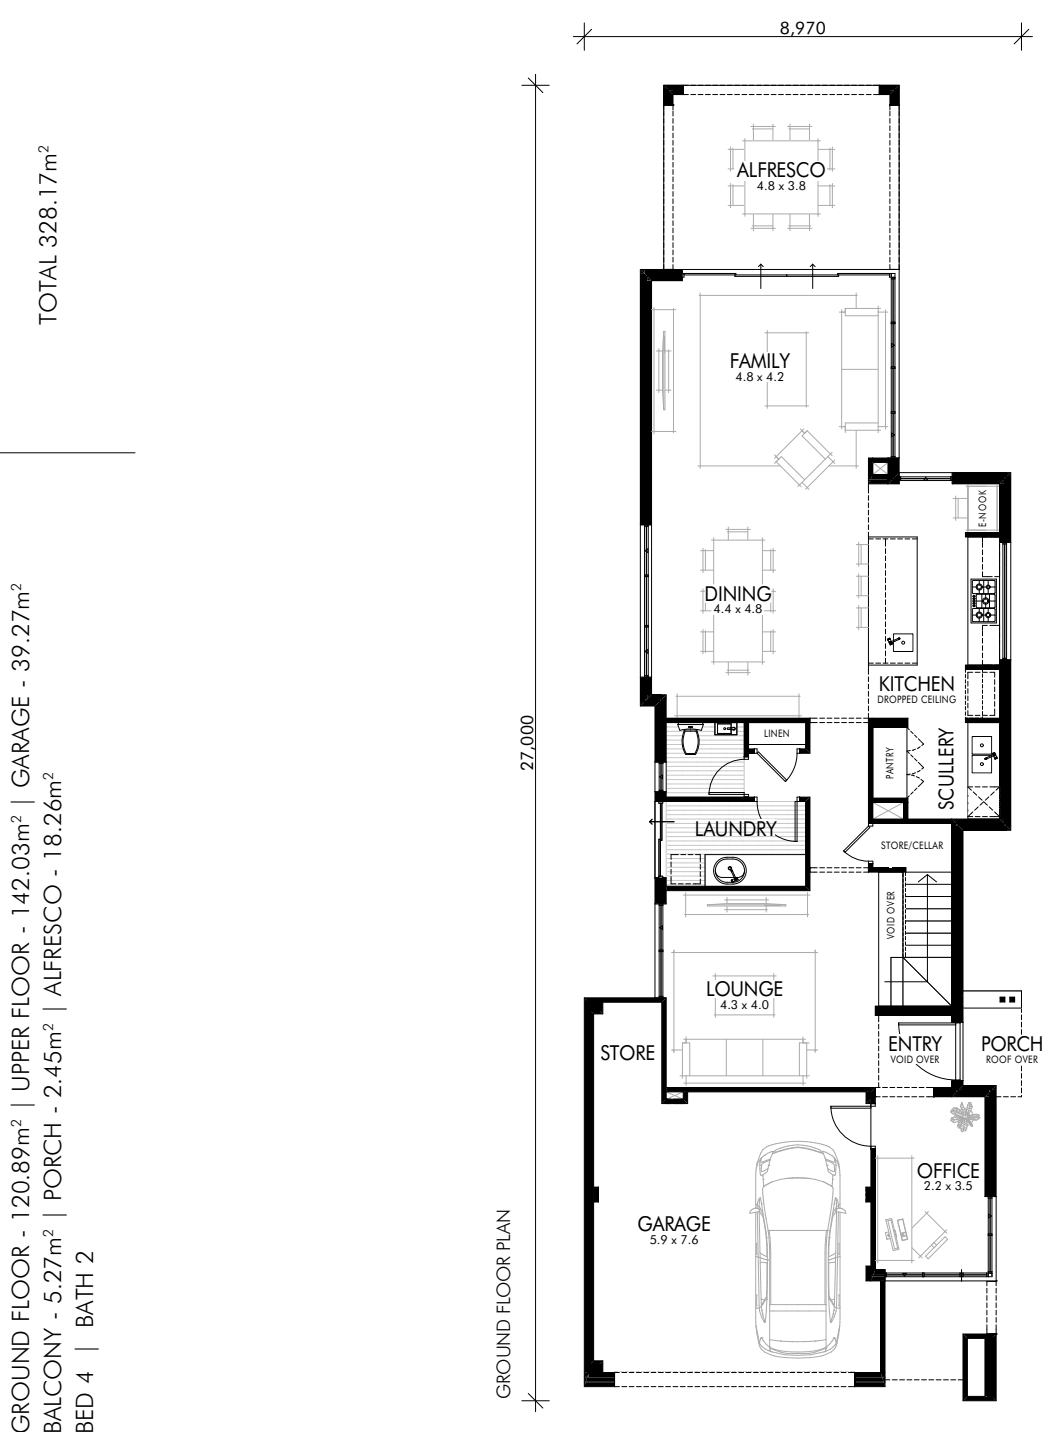 8,970
TOTAL 328.17m²
ALFRESCO
4.8 x 3.8
FAMILY
4.8 x 4.2
E-NOOK
DINING
4.4 x 4.8
KITCHEN
DROPPED CEILING
27,000
LINEN
PANTRY
SCULLERY
LAUNDRY
STORE/CELLAR
VOID OVER
LOUNGE
4.3 x 4.0
STORE
ENTRY
VOID OVER
PORCH
ROOF OVER
OFFICE
2.2 x 3.5
GARAGE
5.9 x 7.6
GROUND FLOOR PLAN
GROUND FLOOR - 120.89m² | UPPER FLOOR - 142.03m² | GARAGE - 39.27m²
BALCONY - 5.27m² | PORCH - 2.45m² | ALFRESCO - 18.26m²
BED 4 | BATH 2